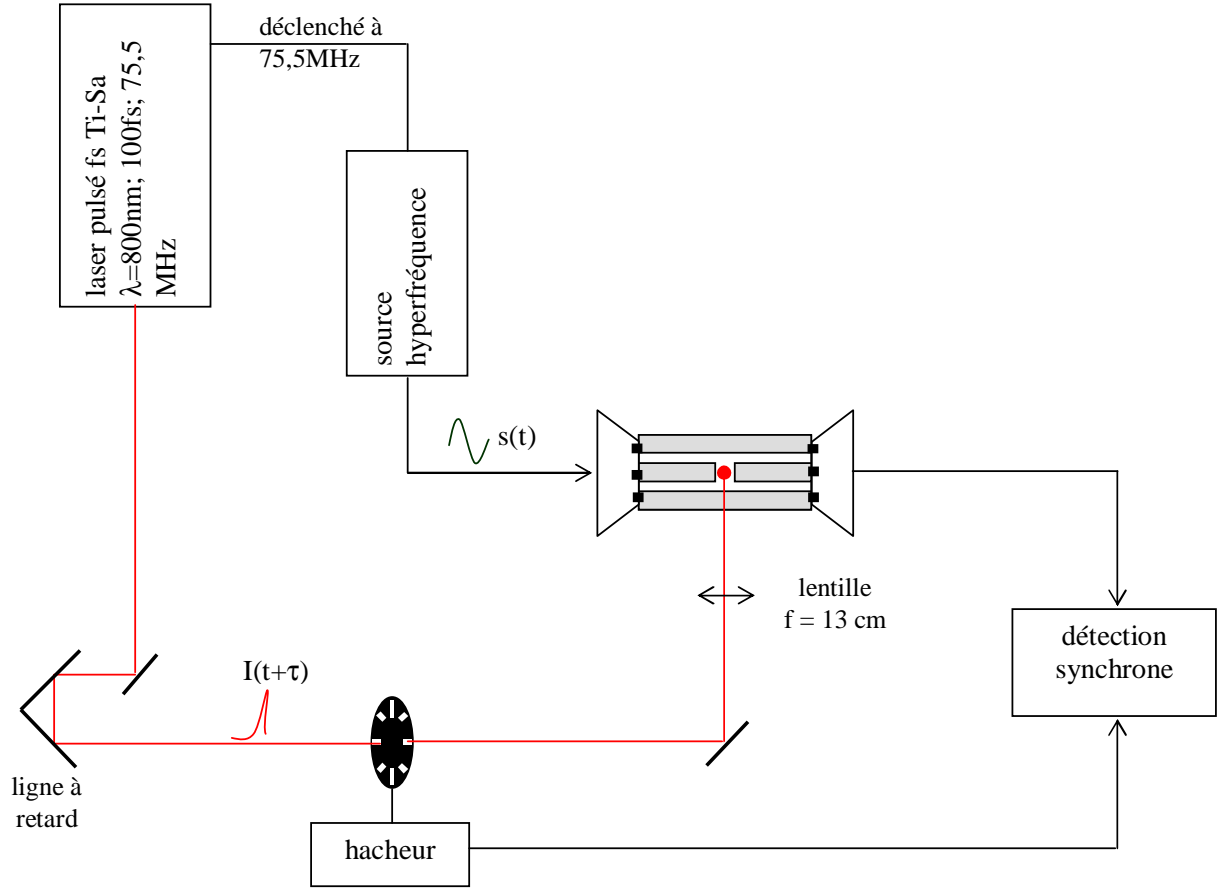 déclenché à
75,5MHz
laser pulsé fs Ti-Sa
λ=800nm; 100fs; 75,5
MHz
source
hyperfréquence
s(t)
lentille
f = 13 cm
détection
synchrone
I(t+τ)
ligne à
retard
hacheur